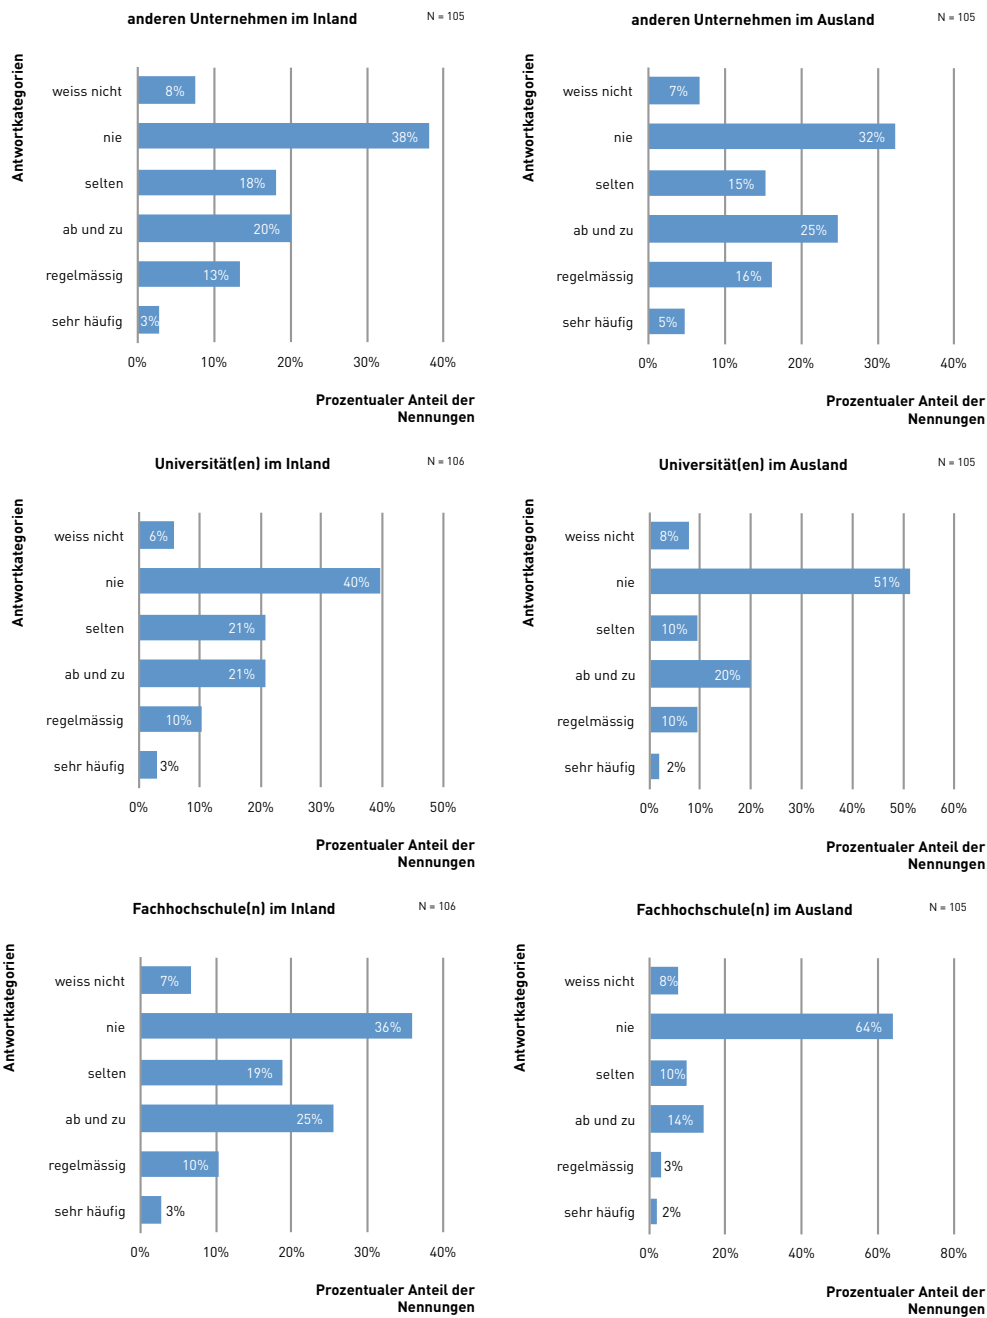 anderen Unternehmen im Inland
N = 105
Antwortkategorien
weiss nicht
8%
nie
38%
selten
18%
ab und zu
20%
regelmässig
13%
sehr häufig
3%
0% 10% 20% 30% 40%
Prozentualer Anteil der
Nennungen
anderen Unternehmen im Ausland
N = 105
Antwortkategorien
weiss nicht
7%
nie
32%
selten
15%
ab und zu
25%
regelmässig
16%
sehr häufig
5%
0% 10% 20% 30% 40%
Prozentualer Anteil der
Nennungen
Universität(en) im Inland
N = 106
Antwortkategorien
weiss nicht
6%
nie
40%
selten
21%
ab und zu
21%
regelmässig
10%
sehr häufig
3%
0% 10% 20% 30% 40% 50%
Prozentualer Anteil der
Nennungen
Universität(en) im Ausland
N = 105
Antwortkategorien
weiss nicht
8%
nie
51%
selten
10%
ab und zu
20%
regelmässig
10%
sehr häufig
2%
0% 10% 20% 30% 40% 50% 60%
Prozentualer Anteil der
Nennungen
Fachhochschule(n) im Inland
N = 106
Antwortkategorien
weiss nicht
7%
nie
36%
selten
19%
ab und zu
25%
regelmässig
10%
sehr häufig
3%
0% 10% 20% 30% 40%
Prozentualer Anteil der
Nennungen
Fachhochschule(n) im Ausland
N = 105
Antwortkategorien
weiss nicht
8%
nie
64%
selten
10%
ab und zu
14%
regelmässig
3%
sehr häufig
2%
0% 20% 40% 60% 80%
Prozentualer Anteil der
Nennungen